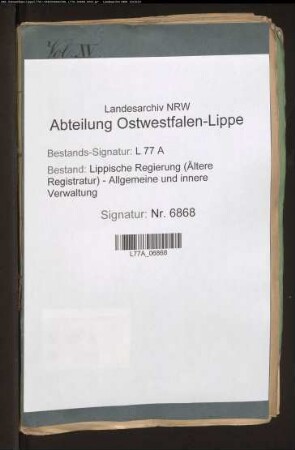 Landesarchiv NRW
Abteilung Ostwestfalen-Lippe
Bestands-Signatur: L 77 A
Bestand: Lippische Regierung (Ältere
Registratur) - Allgemeine und innere
Verwaltung
Signatur: Nr. 6868
L77A_06868